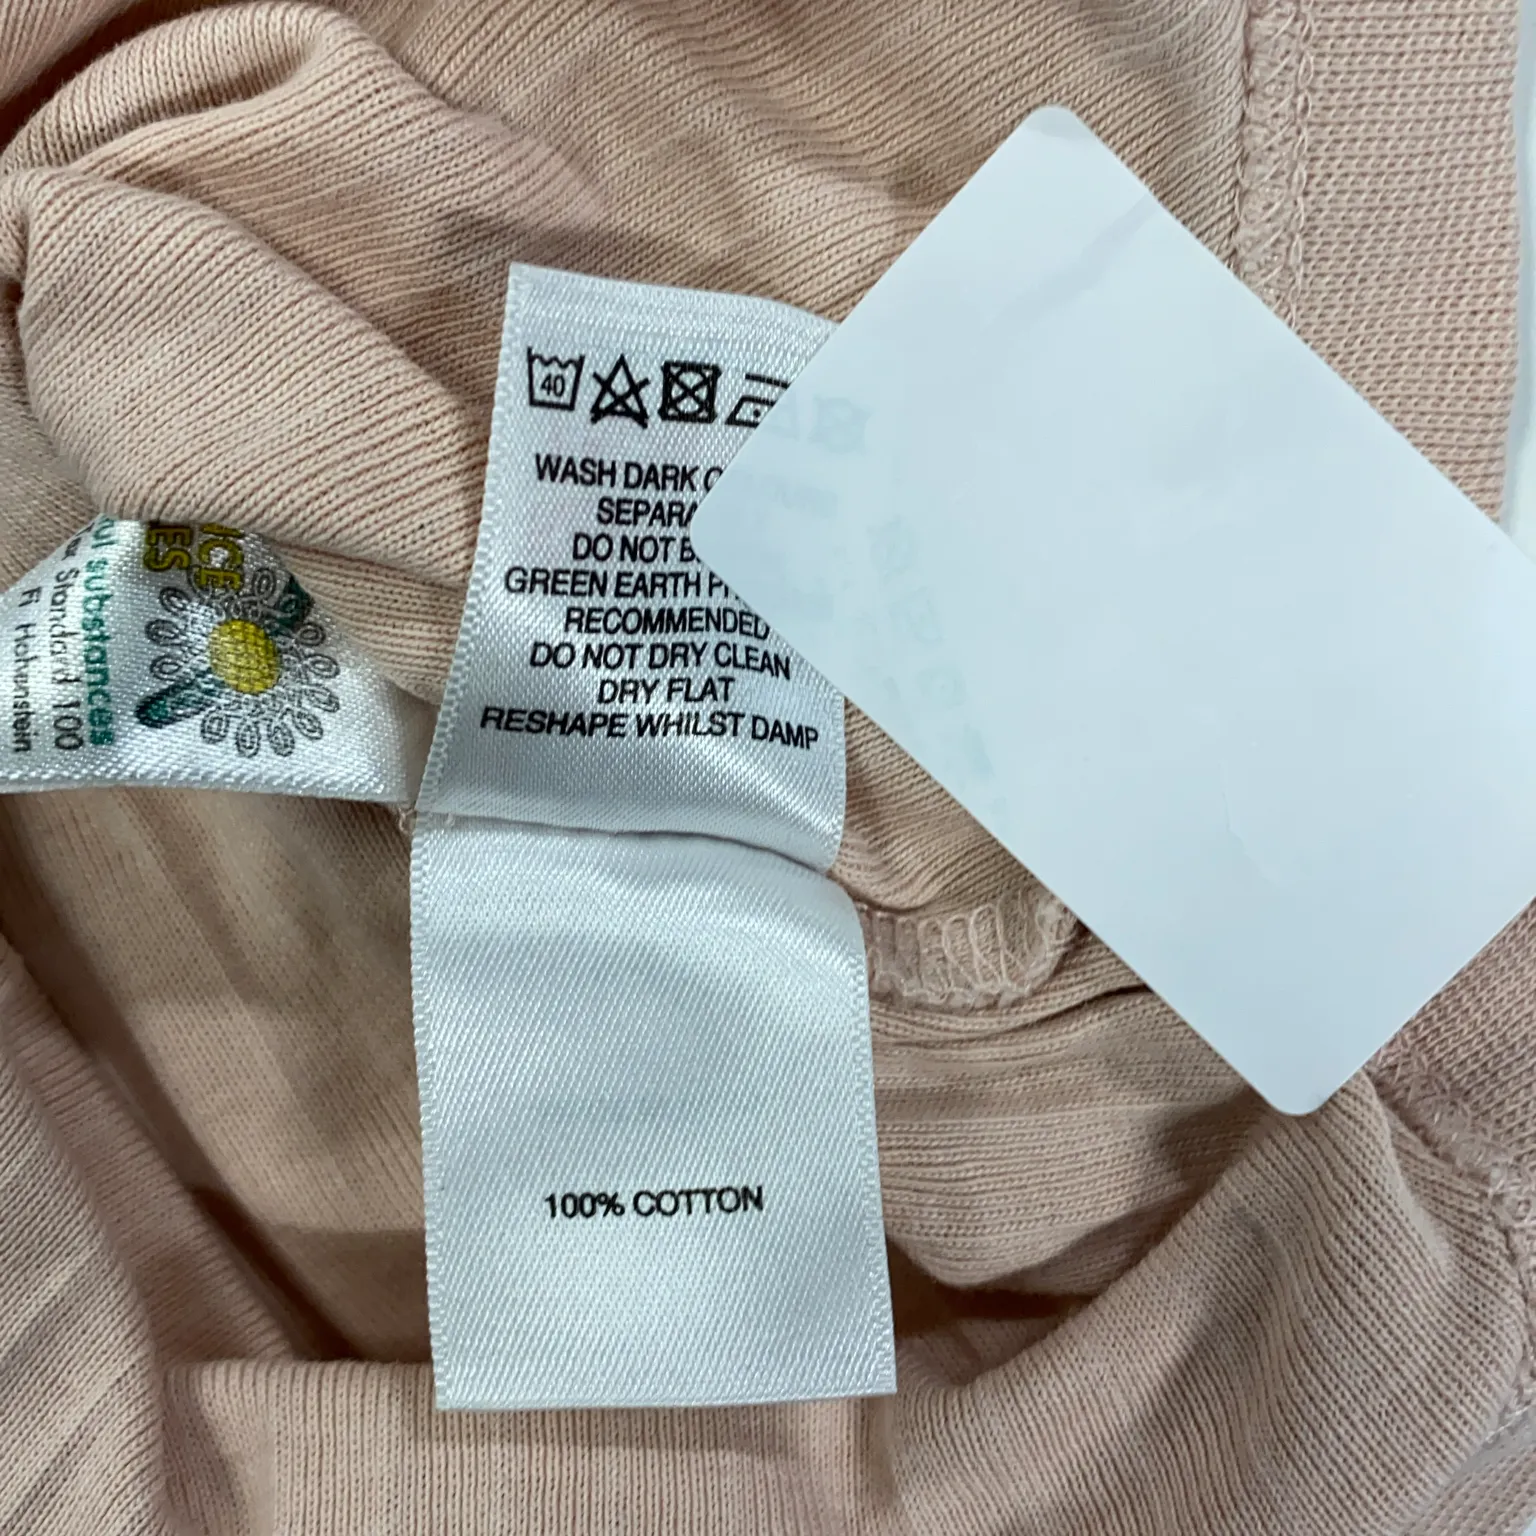 40
WASH DARK
DO NOT
GREEN EARTH
RECOMMENDED
DO NOT DRY CLEAN
DRY FLAT
RESHAPE WHILST DAMP
100% COTTON
substances
Standard 100
Hohenstein